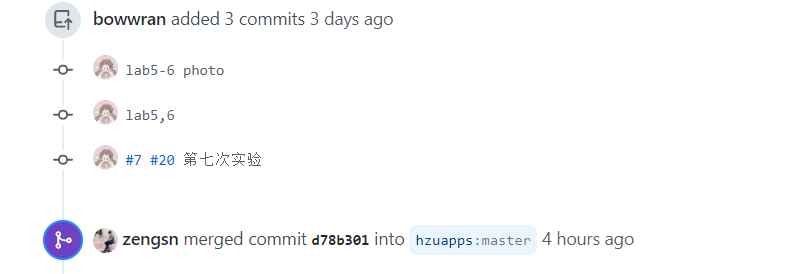 bowwran added 3 commits 3 days ago
lab5-6 photo
lab5,6
#7 #20 第七次实验
zengsn merged commit d78b301 into hzuapps:master 4 hours ago